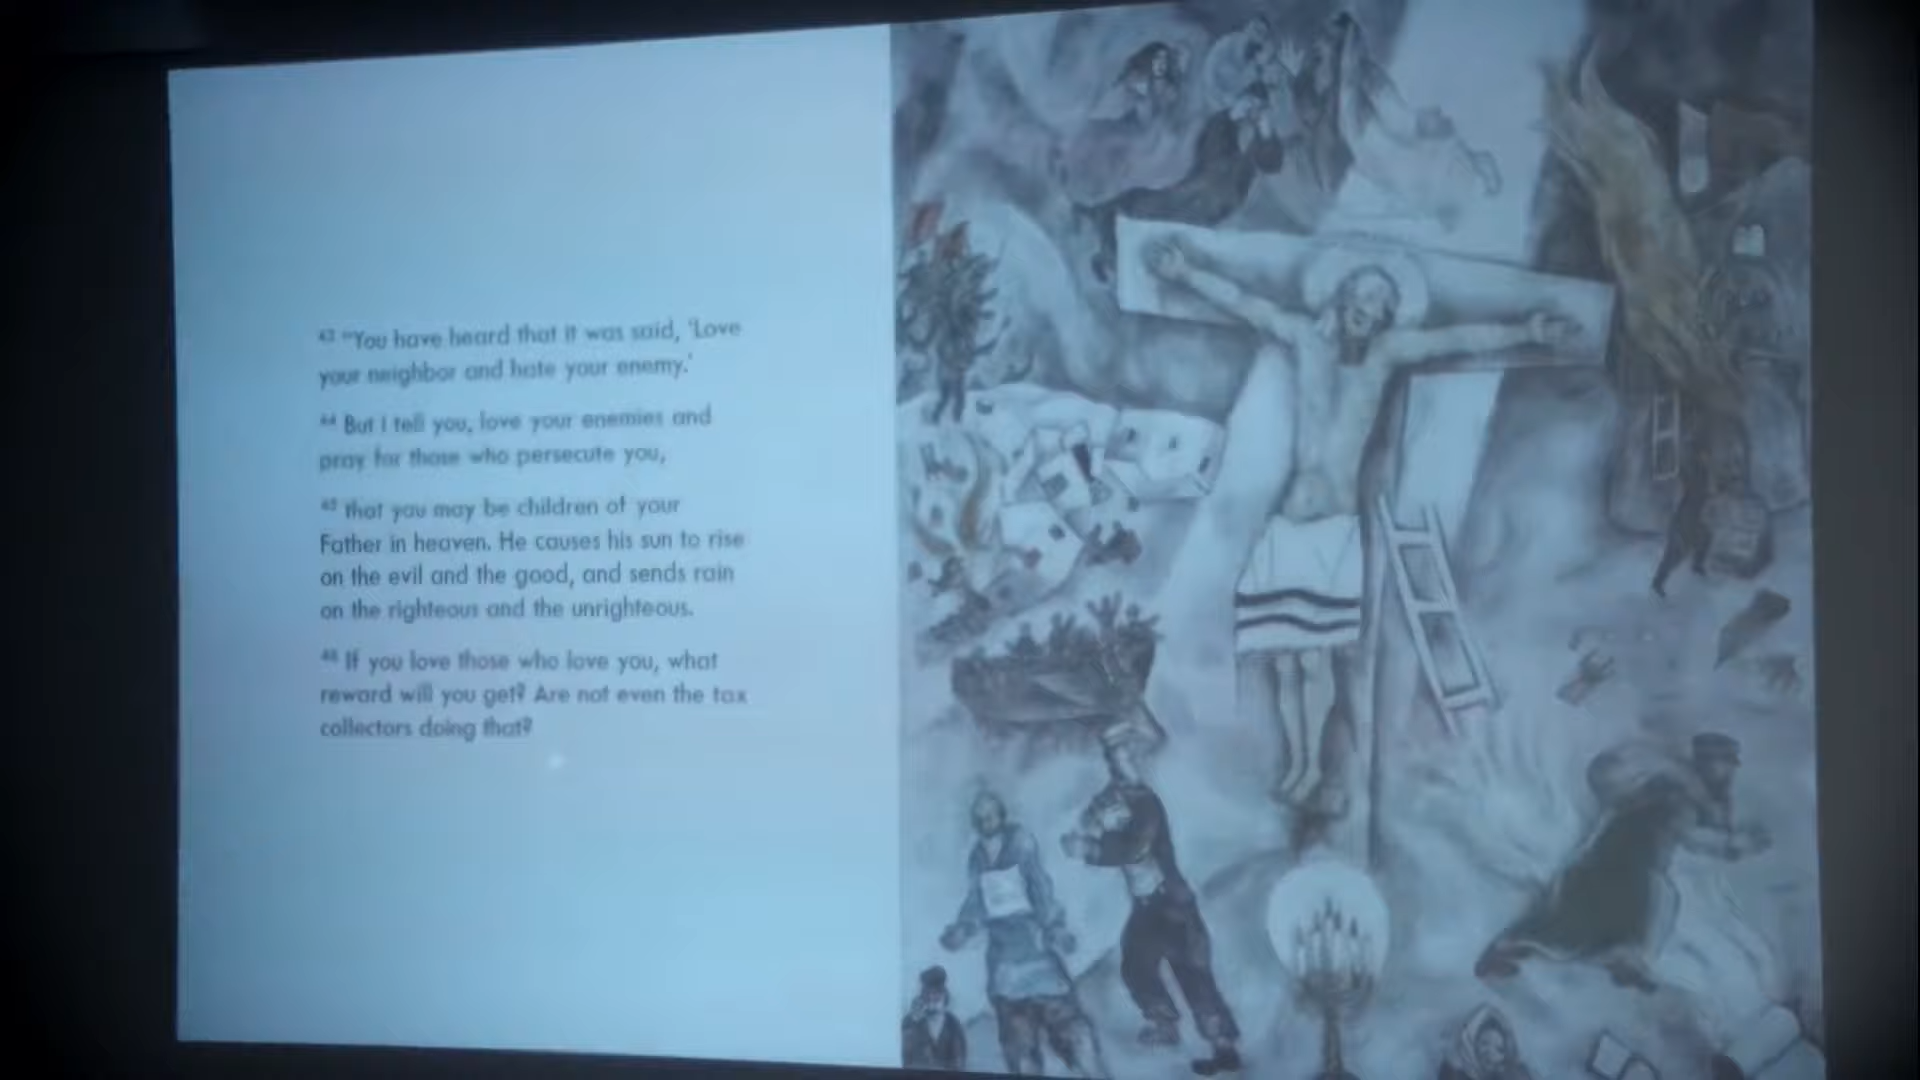 43 "You have heard that it was said, 'Love
your neighbor and hate your enemy.'
44 But I tell you, love your enemies and
pray for those who persecute you,
45 that you may be children of your
Father in heaven. He causes his sun to rise
on the evil and the good, and sends rain
on the righteous and the unrighteous.
46 If you love those who love you, what
reward will you get? Are not even the tax
collectors doing that?